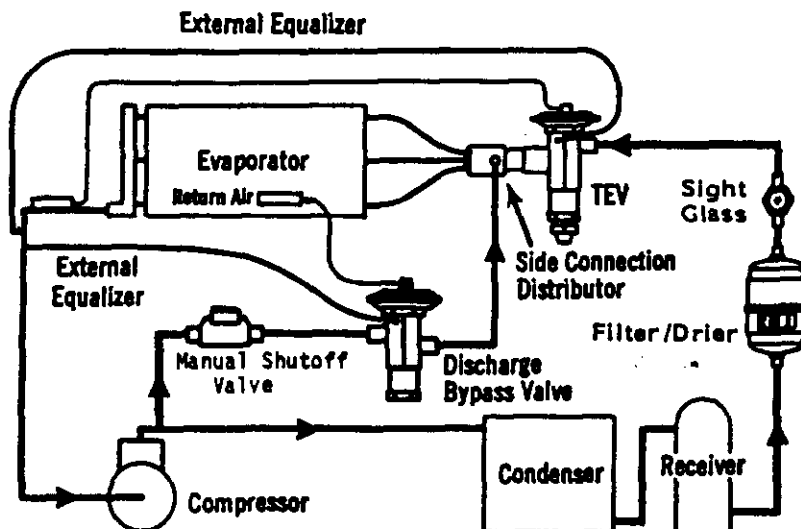 External Equalizer
Evaporator
Return Air
TEV
Sight
Glass
External
Equalizer
Side Connection
Distributor
Filter/Drier
Manual Shutoff
Valve
Discharge
Bypass Valve
Compressor
Condenser
Receiver